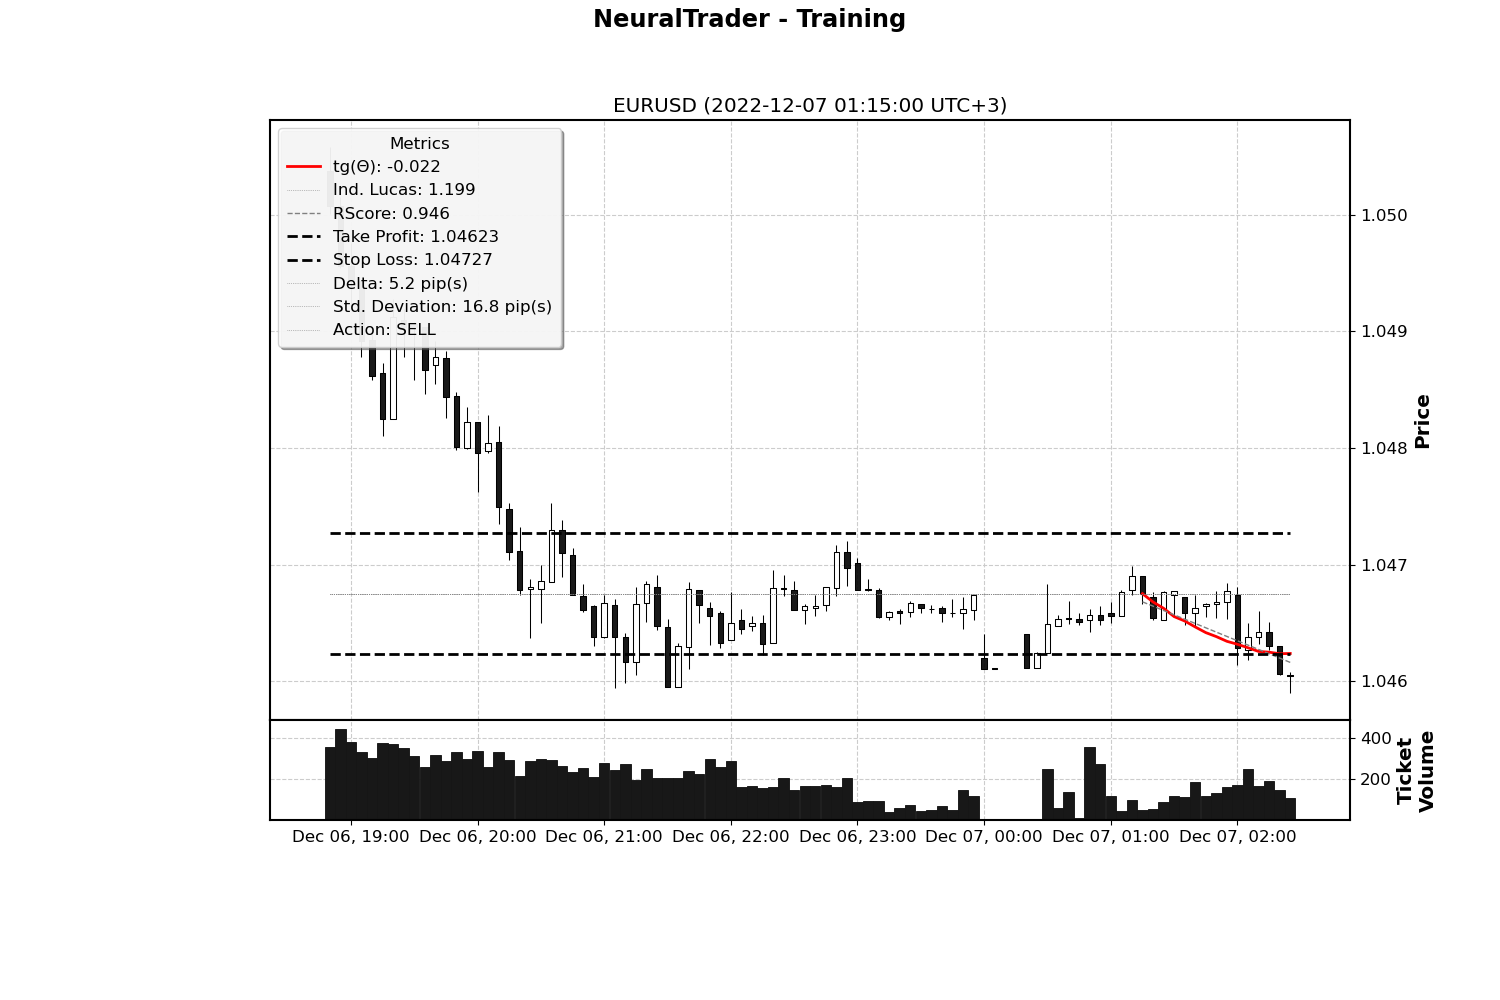 NeuralTrader - Training
EURUSD (2022-12-07 01:15:00 UTC+3)
Metrics
tg(Θ): -0.022
Ind. Lucas: 1.199
RScore: 0.946
Take Profit: 1.04623
Stop Loss: 1.04727
Delta: 5.2 pip(s)
Std. Deviation: 16.8 pip(s)
Action: SELL
1.050
1.049
1.048
1.047
1.046
Price
400
200
Ticket
Volume
Dec 06, 19:00
Dec 06, 20:00
Dec 06, 21:00
Dec 06, 22:00
Dec 06, 23:00
Dec 07, 00:00
Dec 07, 01:00
Dec 07, 02:00